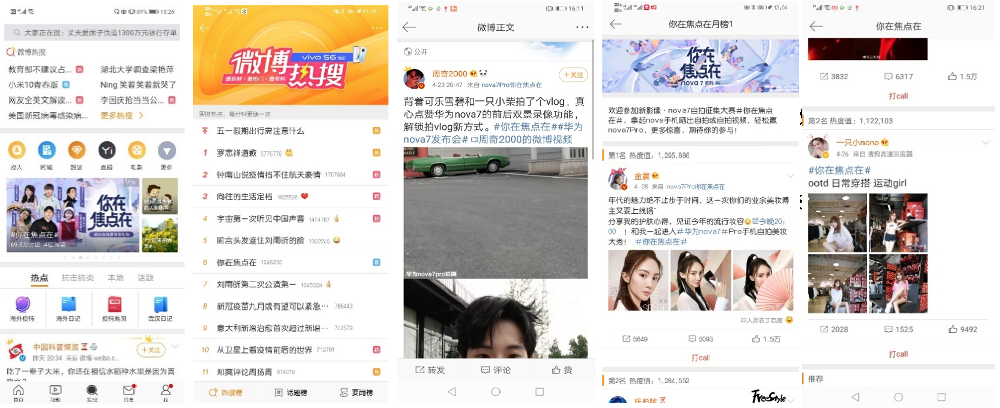 89% 10:26
大家正在搜：丈夫爱面子伪造1300万元银行存单
微博热搜
教育部不建议占... 新
湖北大学调查梁艳萍
小米10青春版 荐
Ning 笑着笑着就哭了
网友全英文解读... 新
李国庆抢当当公... 新
美国新冠病毒感染病...
更多热搜
找人 同城 超话 直播 电影 更多
广告
你在
焦点在
#你在焦点在#
69.5万讨论 4亿阅读
热点 抗击肺炎 本地 话题
海外疫情 海外日记 疫情地图 武汉日记
中国科普博览
+关注
昨天 20:34 来自 微博 weibo.c...
吃了一辈子大米，你还在相信水稻种水里是因为喜
首页 视频 发现 消息 我
11:06
vivo S6
微博热搜
最新鲜·最热门·最有料
实时热点，每分钟更新一次
五一假期出行需注意什么 热
1 罗志祥道歉 5776776 热
2 钟南山说疫情挡不住航天豪情 1707884 新
3 向往的生活定档 1625526 新
4 宇宙第一次听见中国声音 1474787 新
5 喻言头发遮住刘雨昕的脸 1302245
6 你在焦点在 1248230 荐
7 刘雨昕第二次公演第一 1045029
8 新冠疫苗九月或有望可以紧急… 786443
9 意大利新增治愈首次超过新增… 742579
10 从卫星上看疫情前后的世界 712761 新
11 郑爽评论周扬青 674079 热
热搜榜 话题榜 要闻榜
16:11
微博正文
公开
周奇2000
+关注
4-23 20:47 来自 nova7Pro你在焦点在
背着可乐雪碧和一只小柴拍了个vlog，真
心点赞华为nova7的前后双景录像功能，
解锁拍vlog新方式。#你在焦点在##华为
nova7发布会# 周奇2000的微博视频
华为nova7pro拍摄
转发 评论 赞
12:04
你在焦点在月榜1
你在
焦点在
nova 7 系列 5G
欢迎参加新影像·nova7自拍征集大赛#你在焦点
在#，拿起nova手机晒出自拍或自拍视频，轻松赢
nova7Pro，更多惊喜，期待你的参与！
第1名 热度值：1,295,886
金晨
4-28 来自 nova7Pro你在焦点在
年代的魅力绝不止步于时间，这一次你们的业余美妆博
主又要上线咯~
分享我的护肤心得，见证今年的流行妆容今晚20：
00 ！和我一起进入#华为nova7#Pro手机自拍美妆
大秀！ #你在焦点在#
SELFIE
22人发表了态度
5649 5093 1.5万
打call
第2名 热度值：1,284,552
庄杉树
FreeStyle
16:21
你在焦点在
3832 6317 1.5万
打call
第2名 热度值：1,122,103
一只小nono
4-26 来自 搜狗高速浏览器
#你在焦点在#
ootd 日常穿搭 运动girl
2028 1525 9492
打call
推荐